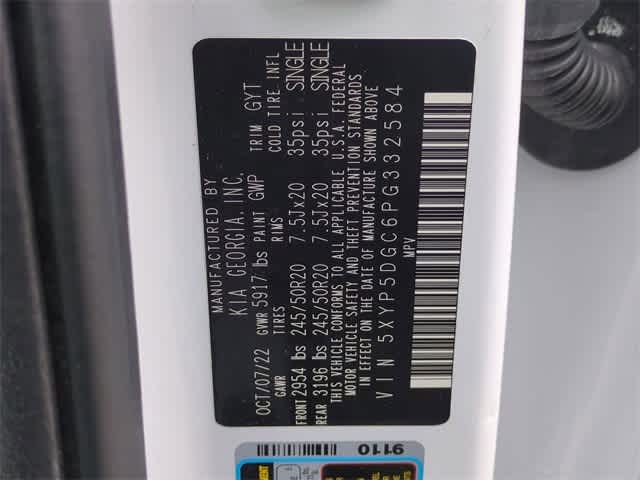 MANUFACTURED BY
KIA GEORGIA, INC.
OCT/07/22 GVWR 5917 lbs PAINT GWP TRIM GYT
GAWR TIRES RIMS COLD TIRE INFL
FRONT 2954 lbs 245/50R20 7.5Jx20 35psi SINGLE
REAR 3196 lbs 245/50R20 7.5Jx20 35psi SINGLE
THIS VEHICLE CONFORMS TO ALL APPLICABLE U.S.A. FEDERAL
MOTOR VEHICLE SAFETY AND THEFT PREVENTION STANDARDS
IN EFFECT ON THE DATE OF MANUFACTURE SHOWN ABOVE
VIN 5XYP5DGC6PG332584
MPV
9110